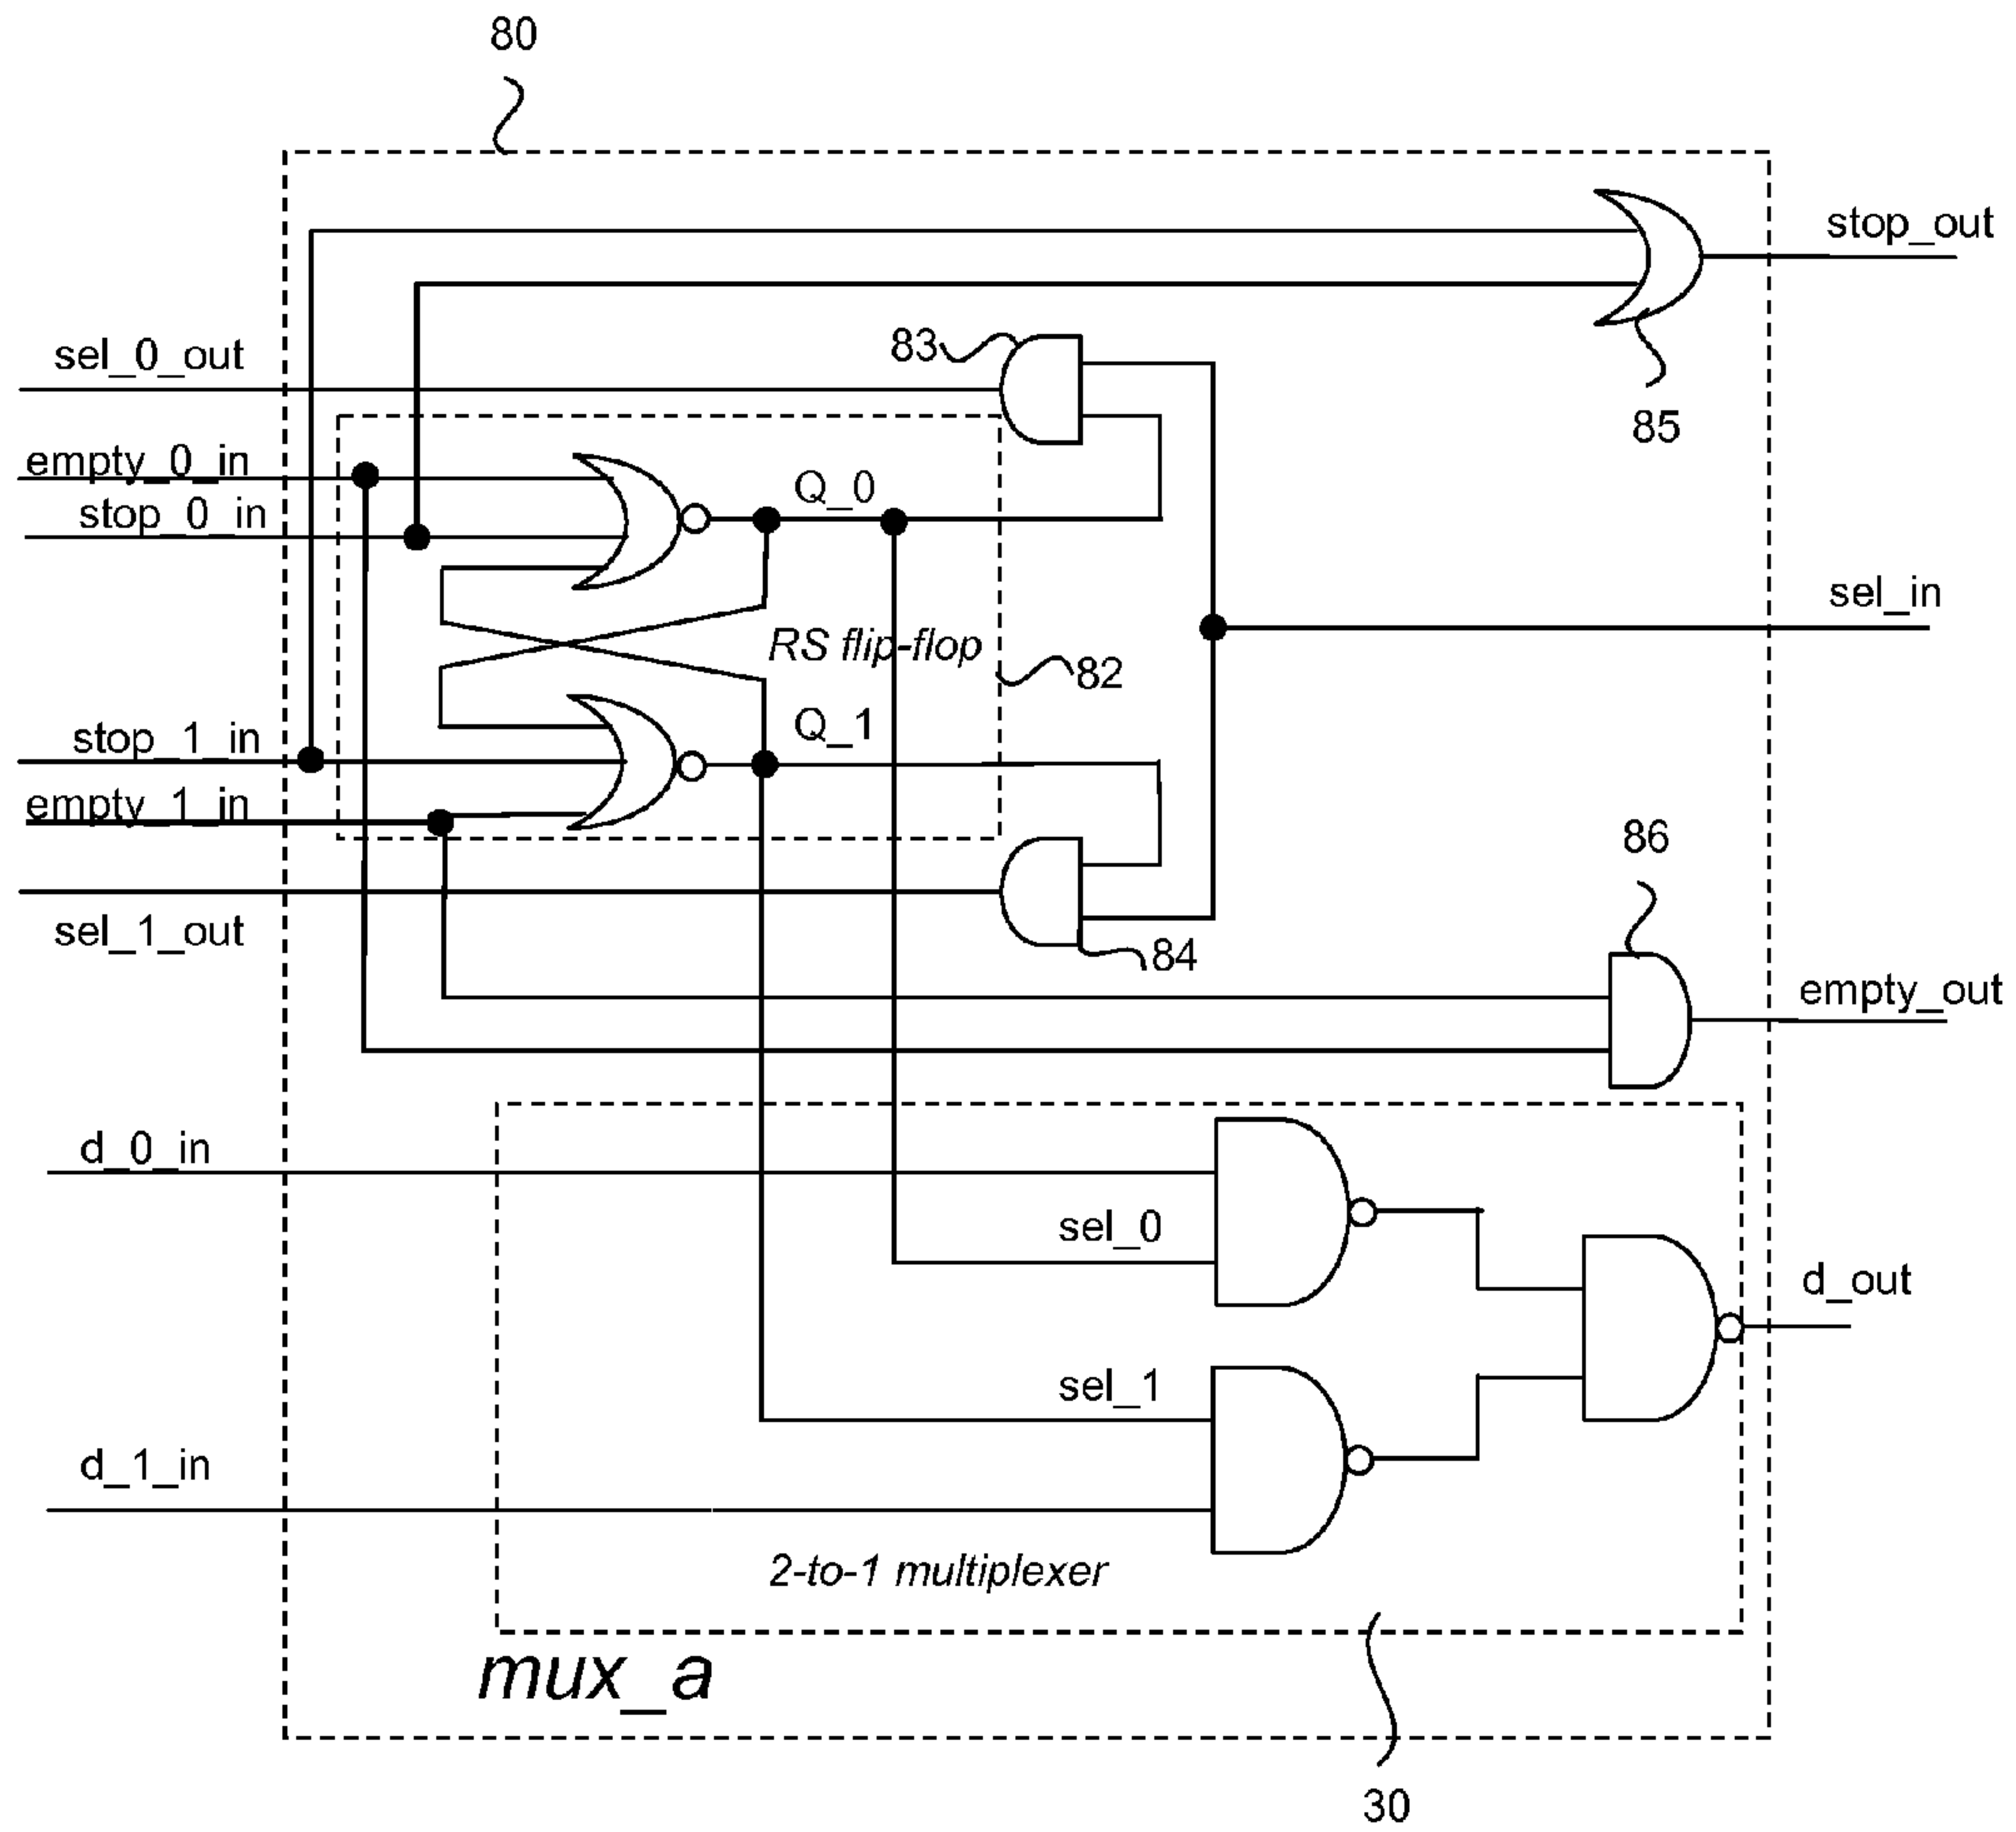 80
stop_out
83
sel_0_out
85
empty_0_in
Q_0
stop_0_in
sel_in
RS flip-flop
82
stop_1_in
Q_1
empty_1_in
86
sel_1_out
84
empty_out
d_0_in
sel_0
d_out
sel_1
d_1_in
2-to-1 multiplexer
mux_a
30